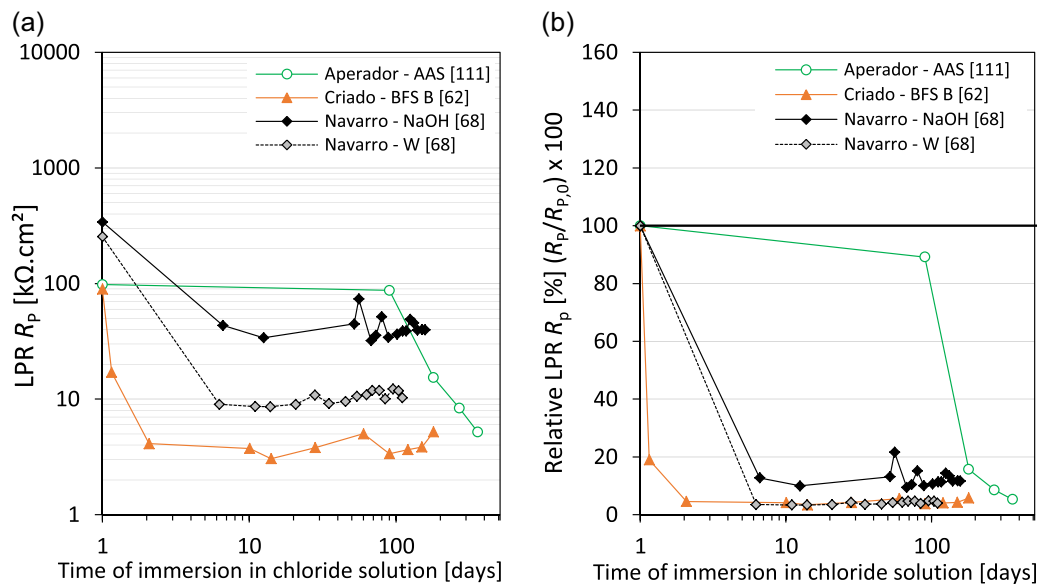 (a)
10000
1000
100
10
1
LPR Rₚ [kΩ.cm²]
Aperador - AAS [111]
Criado - BFS B [62]
Navarro - NaOH [68]
Navarro - W [68]
1
10
100
Time of immersion in chloride solution [days]
(b)
160
140
120
100
80
60
40
20
0
Relative LPR Rₚ [%] (Rₚ/Rₚ,₀) x 100
Aperador - AAS [111]
Criado - BFS B [62]
Navarro - NaOH [68]
Navarro - W [68]
1
10
100
Time of immersion in chloride solution [days]